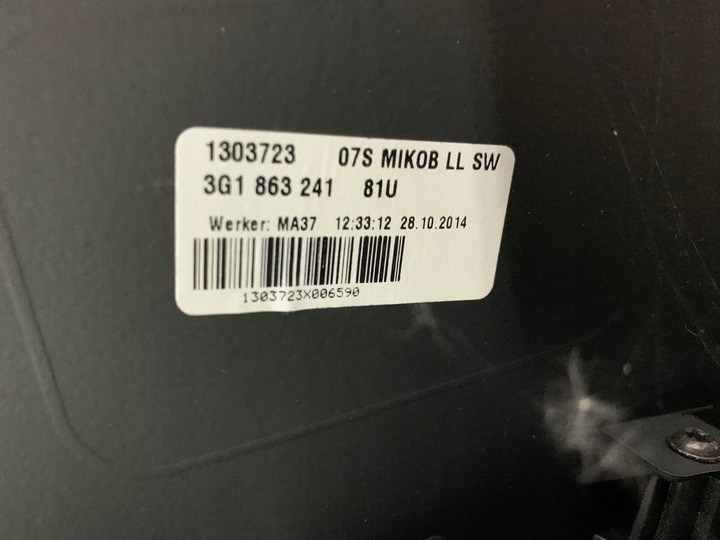 1303723 07S MIKOB LL SW
3G1 863 241 81U
Werker: MA37 12:33:12 28.10.2014
1303723X006590